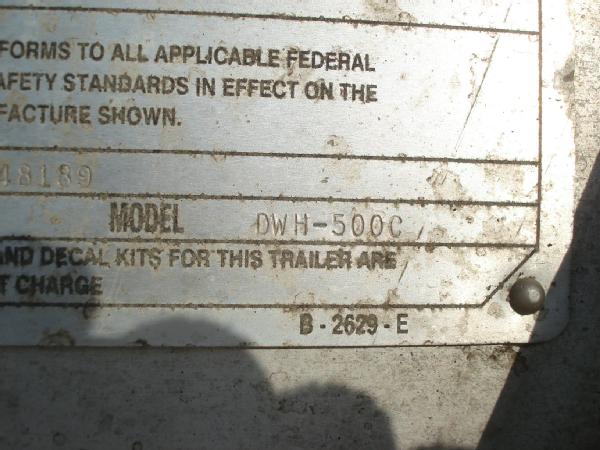 FORMS TO ALL APPLICABLE FEDERAL
AFETY STANDARDS IN EFFECT ON THE
FACTURE SHOWN.
48189
MODEL DWH-500C
AND DECAL KITS FOR THIS TRAILER ARE
T CHARGE
B - 2629 - E